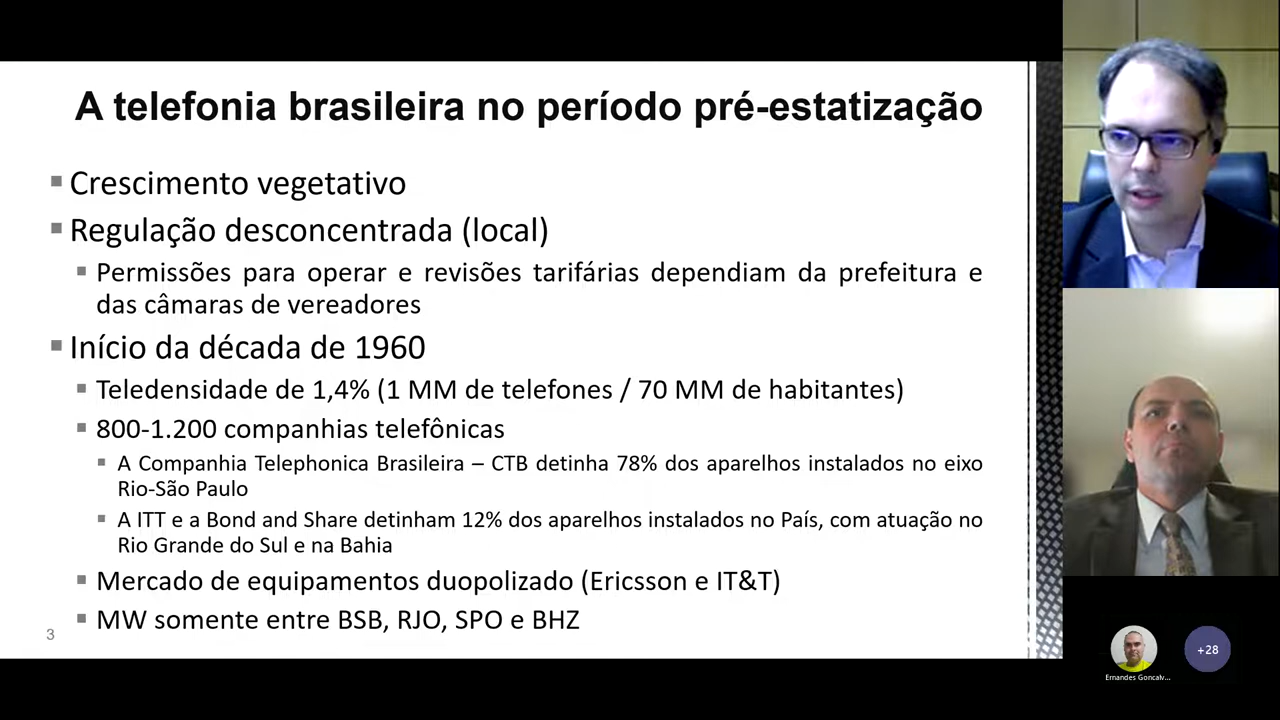 A telefonia brasileira no período pré-estatização
Crescimento vegetativo
Regulação desconcentrada (local)
Permissões para operar e revisões tarifárias dependiam da prefeitura e
das câmaras de vereadores
Início da década de 1960
Teledensidade de 1,4% (1 MM de telefones / 70 MM de habitantes)
800-1.200 companhias telefônicas
A Companhia Telephonica Brasileira – CTB detinha 78% dos aparelhos instalados no eixo
Rio-São Paulo
A ITT e a Bond and Share detinham 12% dos aparelhos instalados no País, com atuação no
Rio Grande do Sul e na Bahia
Mercado de equipamentos duopolizado (Ericsson e IT&T)
MW somente entre BSB, RJO, SPO e BHZ
3
Ernandes Goncalv...
+28